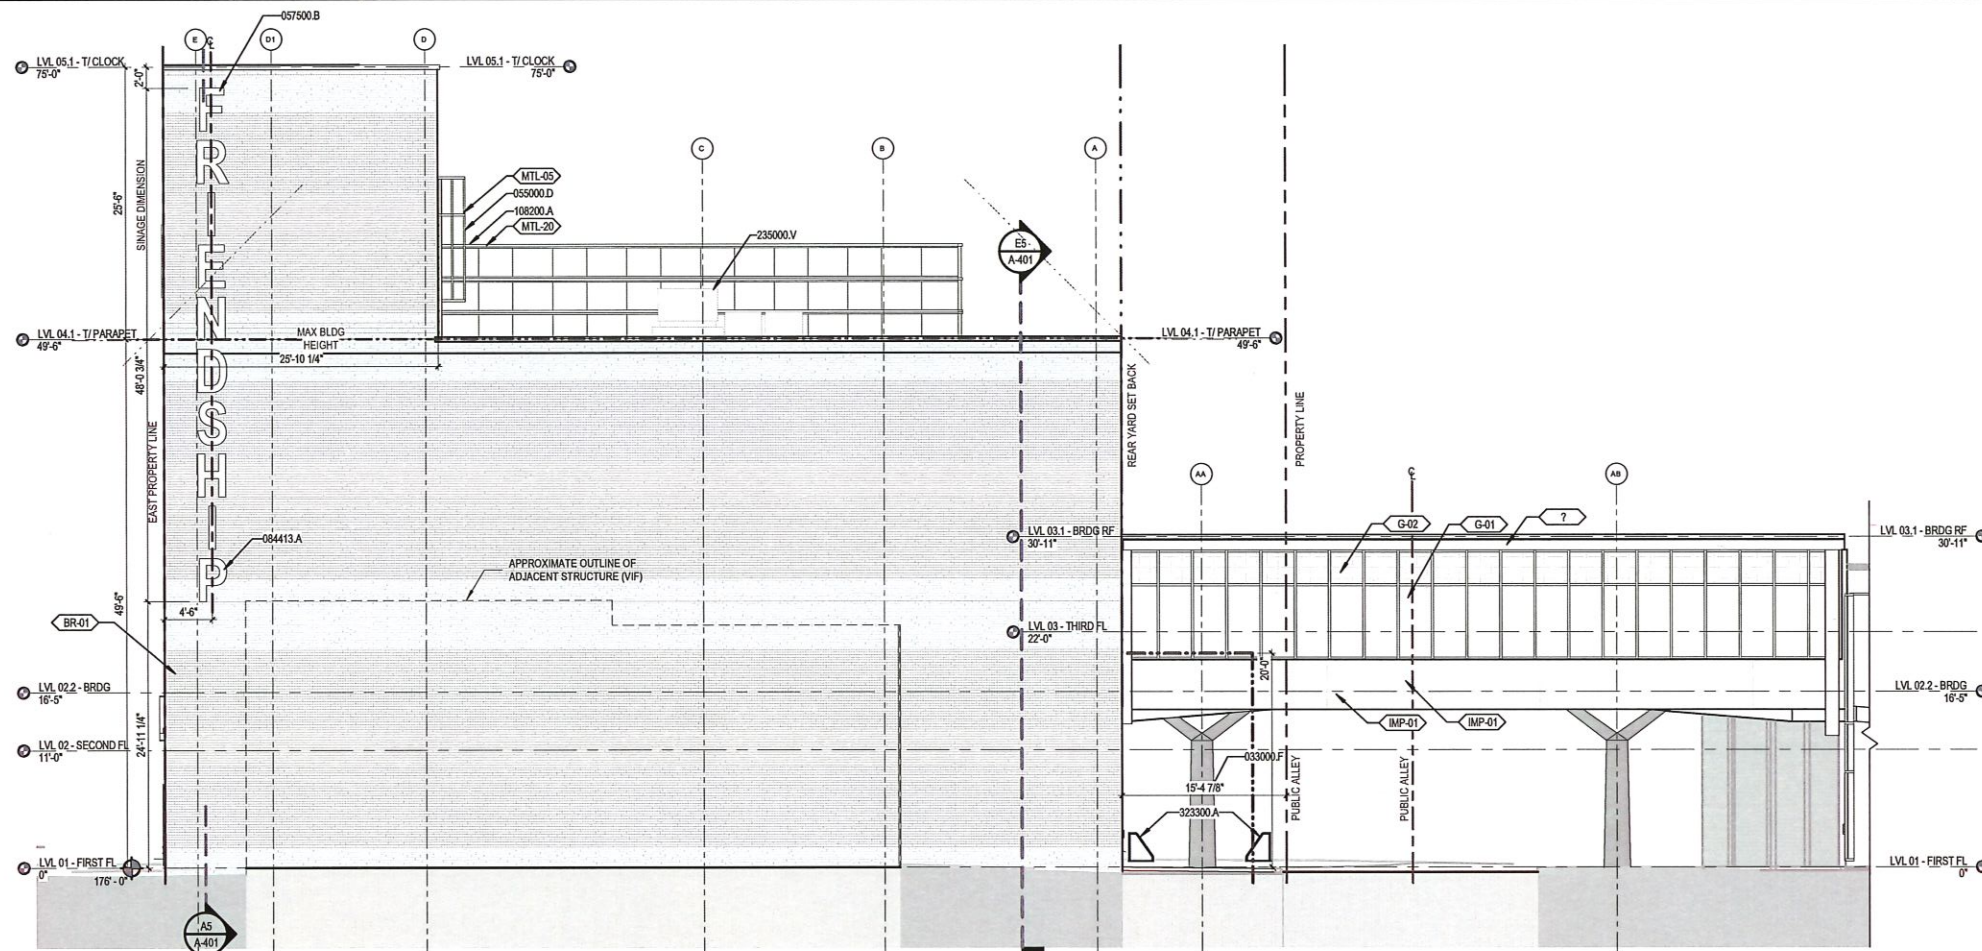 057500.B
E
℄
D1
D
LVL 05.1 - T/ CLOCK
75'-0"
LVL 05.1 - T/ CLOCK
75'-0"
2'-0"
C
B
A
MTL-05
055000.D
108200.A
MTL-20
25'-6"
SINAGE DIMENSION
235000.V
E5
A-401
FRIENDSHIP
LVL 04.1 - T/ PARAPET
49'-6"
MAX BLDG
HEIGHT
25'-10 1/4"
LVL 04.1 - T/ PARAPET
49'-6"
48'-0 3/4"
EAST PROPERTY LINE
REAR YARD SET BACK
PROPERTY LINE
AA
℄
AB
084413.A
G-02
G-01
?
LVL 03.1 - BRDG RF
30'-11"
LVL 03.1 - BRDG RF
30'-11"
APPROXIMATE OUTLINE OF
ADJACENT STRUCTURE (VIF)
49'-6"
4'-6"
BR-01
LVL 03 - THIRD FL
22'-0"
20'-0"
LVL 02.2 - BRDG
16'-5"
LVL 02.2 - BRDG
16'-5"
IMP-01
IMP-01
24'-11 1/4"
LVL 02 - SECOND FL
11'-0"
033000.F
15'-4 7/8"
PUBLIC ALLEY
PUBLIC ALLEY
323300.A
LVL 01 - FIRST FL
0"
176' - 0"
LVL 01 - FIRST FL
0"
A5
A-401